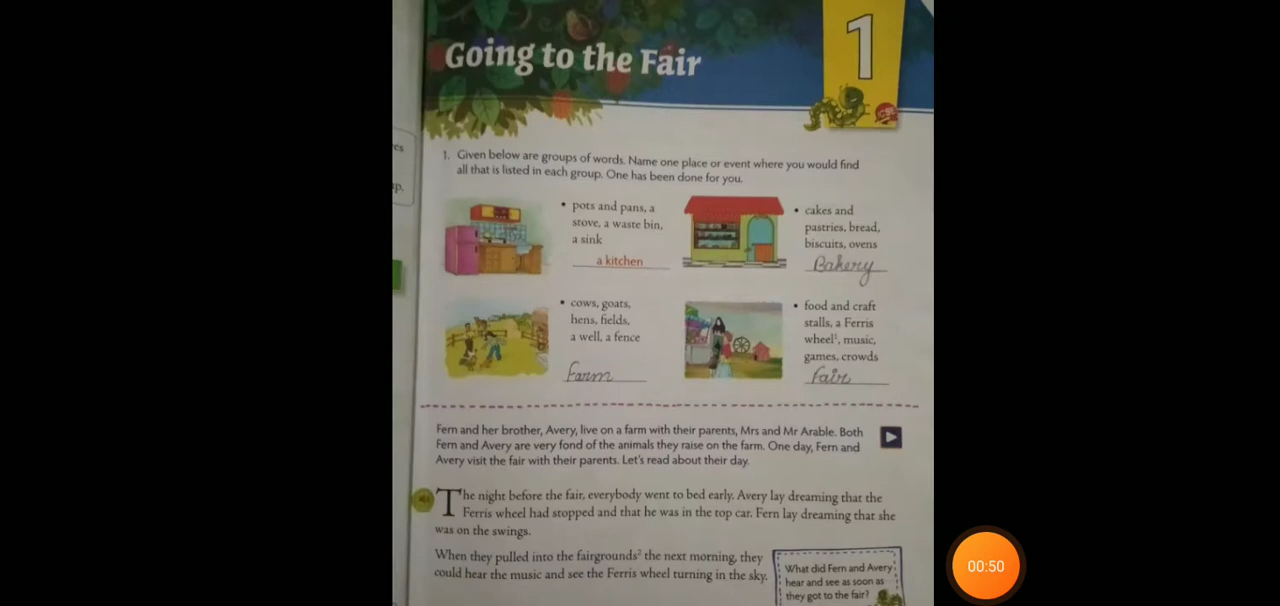 Going to the Fair
1
1. Given below are groups of words. Name one place or event where you would find
all that is listed in each group. One has been done for you.
• pots and pans, a
stove, a waste bin,
a sink
a kitchen
• cakes and
pastries, bread,
biscuits, ovens
Bakery
• cows, goats,
hens, fields,
a well, a fence
Farm
• food and craft
stalls, a Ferris
wheel¹, music,
games, crowds
Fair
Fern and her brother, Avery, live on a farm with their parents, Mrs and Mr Arable. Both
Fern and Avery are very fond of the animals they raise on the farm. One day, Fern and
Avery visit the fair with their parents. Let's read about their day.
The night before the fair, everybody went to bed early. Avery lay dreaming that the
Ferris wheel had stopped and that he was in the top car. Fern lay dreaming that she
was on the swings.
When they pulled into the fairgrounds² the next morning, they
could hear the music and see the Ferris wheel turning in the sky.
What did Fern and Avery
hear and see as soon as
they got to the fair?
00:50